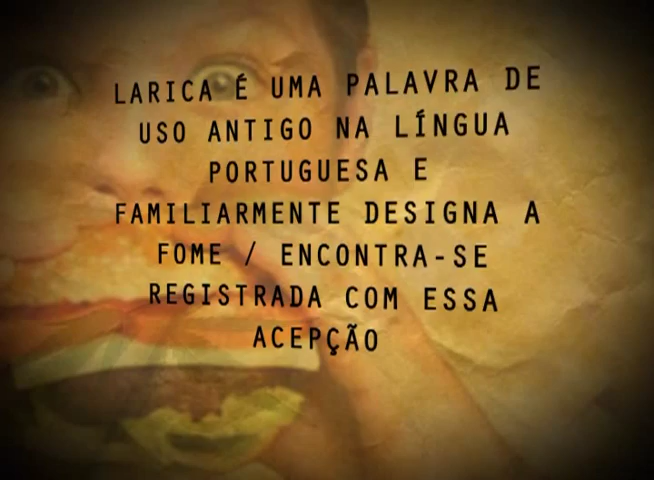 LARICA É UMA PALAVRA DE
USO ANTIGO NA LÍNGUA
PORTUGUESA E
FAMILIARMENTE DESIGNA A
FOME / ENCONTRA-SE
REGISTRADA COM ESSA
ACEPÇÃO